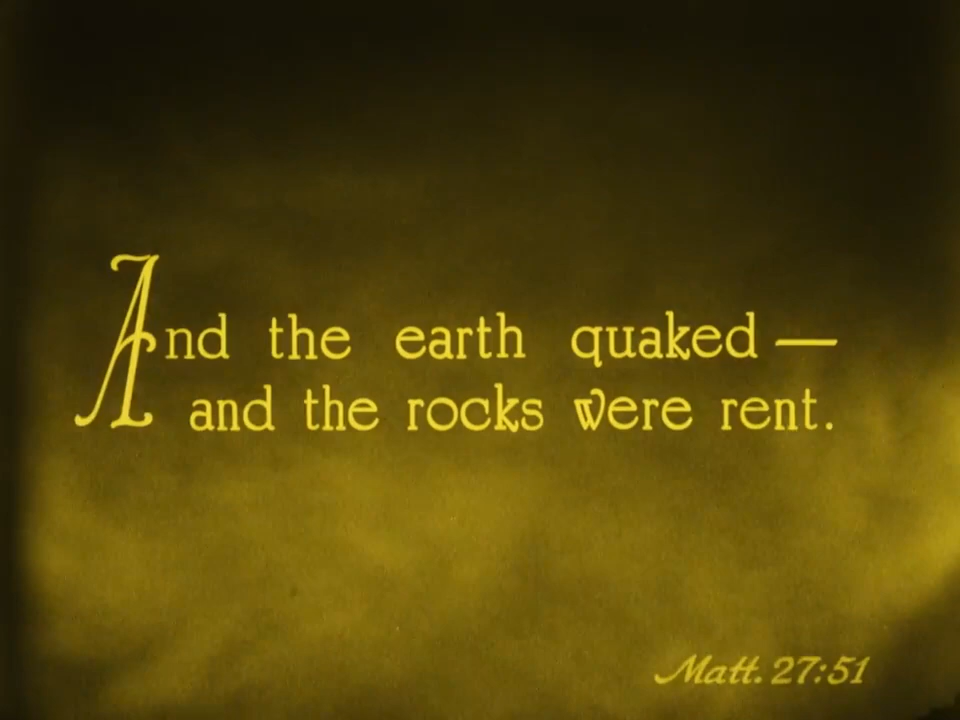 And the earth quaked —
and the rocks were rent.
Matt. 27:51